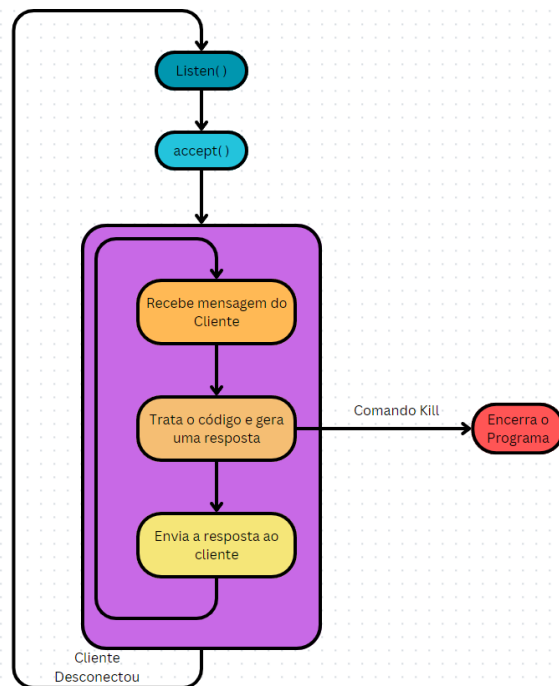 Listen( )
accept( )
Recebe mensagem do
Cliente
Trata o código e gera
uma resposta
Comando Kill
Encerra o
Programa
Envia a resposta ao
cliente
Cliente
Desconectou